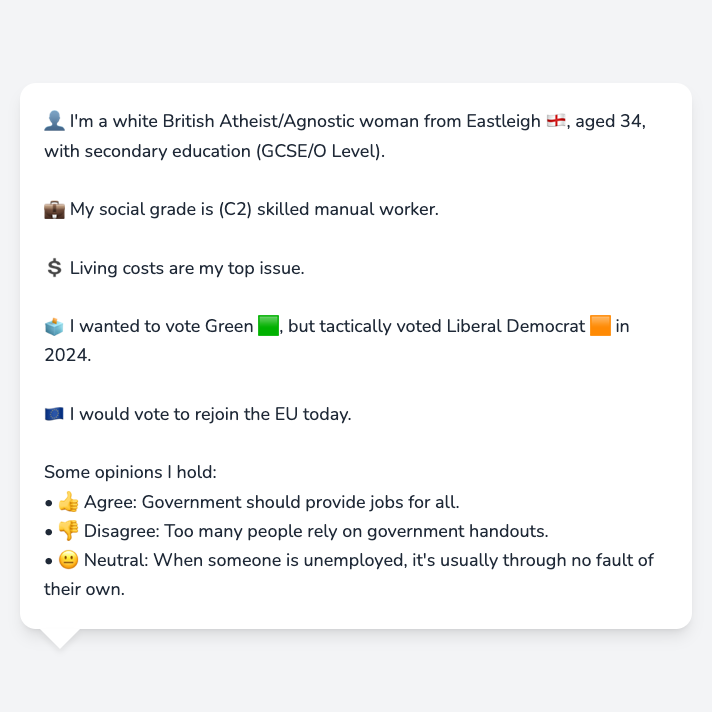 👤 I'm a white British Atheist/Agnostic woman from Eastleigh 🏴󠁧󠁢󠁥󠁮󠁧󠁿, aged 34,
with secondary education (GCSE/O Level).
💼 My social grade is (C2) skilled manual worker.
💲 Living costs are my top issue.
🗳️ I wanted to vote Green 🟩, but tactically voted Liberal Democrat 🟧 in
2024.
🇪🇺 I would vote to rejoin the EU today.
Some opinions I hold:
• 👍 Agree: Government should provide jobs for all.
• 👎 Disagree: Too many people rely on government handouts.
• 😐 Neutral: When someone is unemployed, it's usually through no fault of
their own.